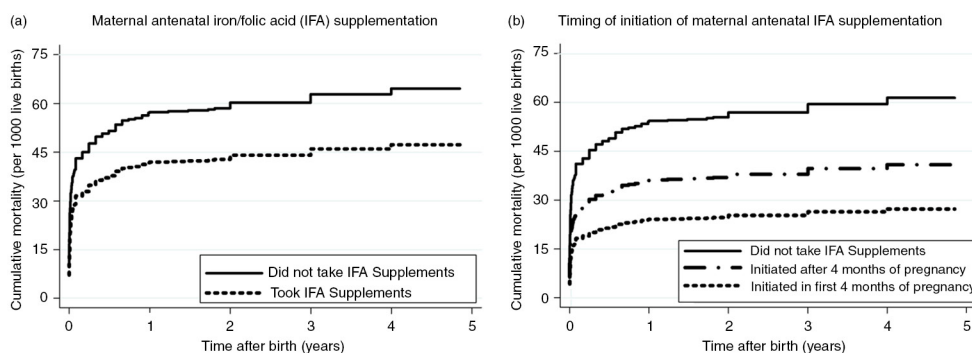 (a) Maternal antenatal iron/folic acid (IFA) supplementation
Cumulative mortality (per 1000 live births)
75
60
45
30
15
0
Did not take IFA Supplements
Took IFA Supplements
0 1 2 3 4 5
Time after birth (years)
(b) Timing of initiation of maternal antenatal IFA supplementation
Cumulative mortality (per 1000 live births)
75
60
45
30
15
0
Did not take IFA Supplements
Initiated after 4 months of pregnancy
Initiated in first 4 months of pregnancy
0 1 2 3 4 5
Time after birth (years)